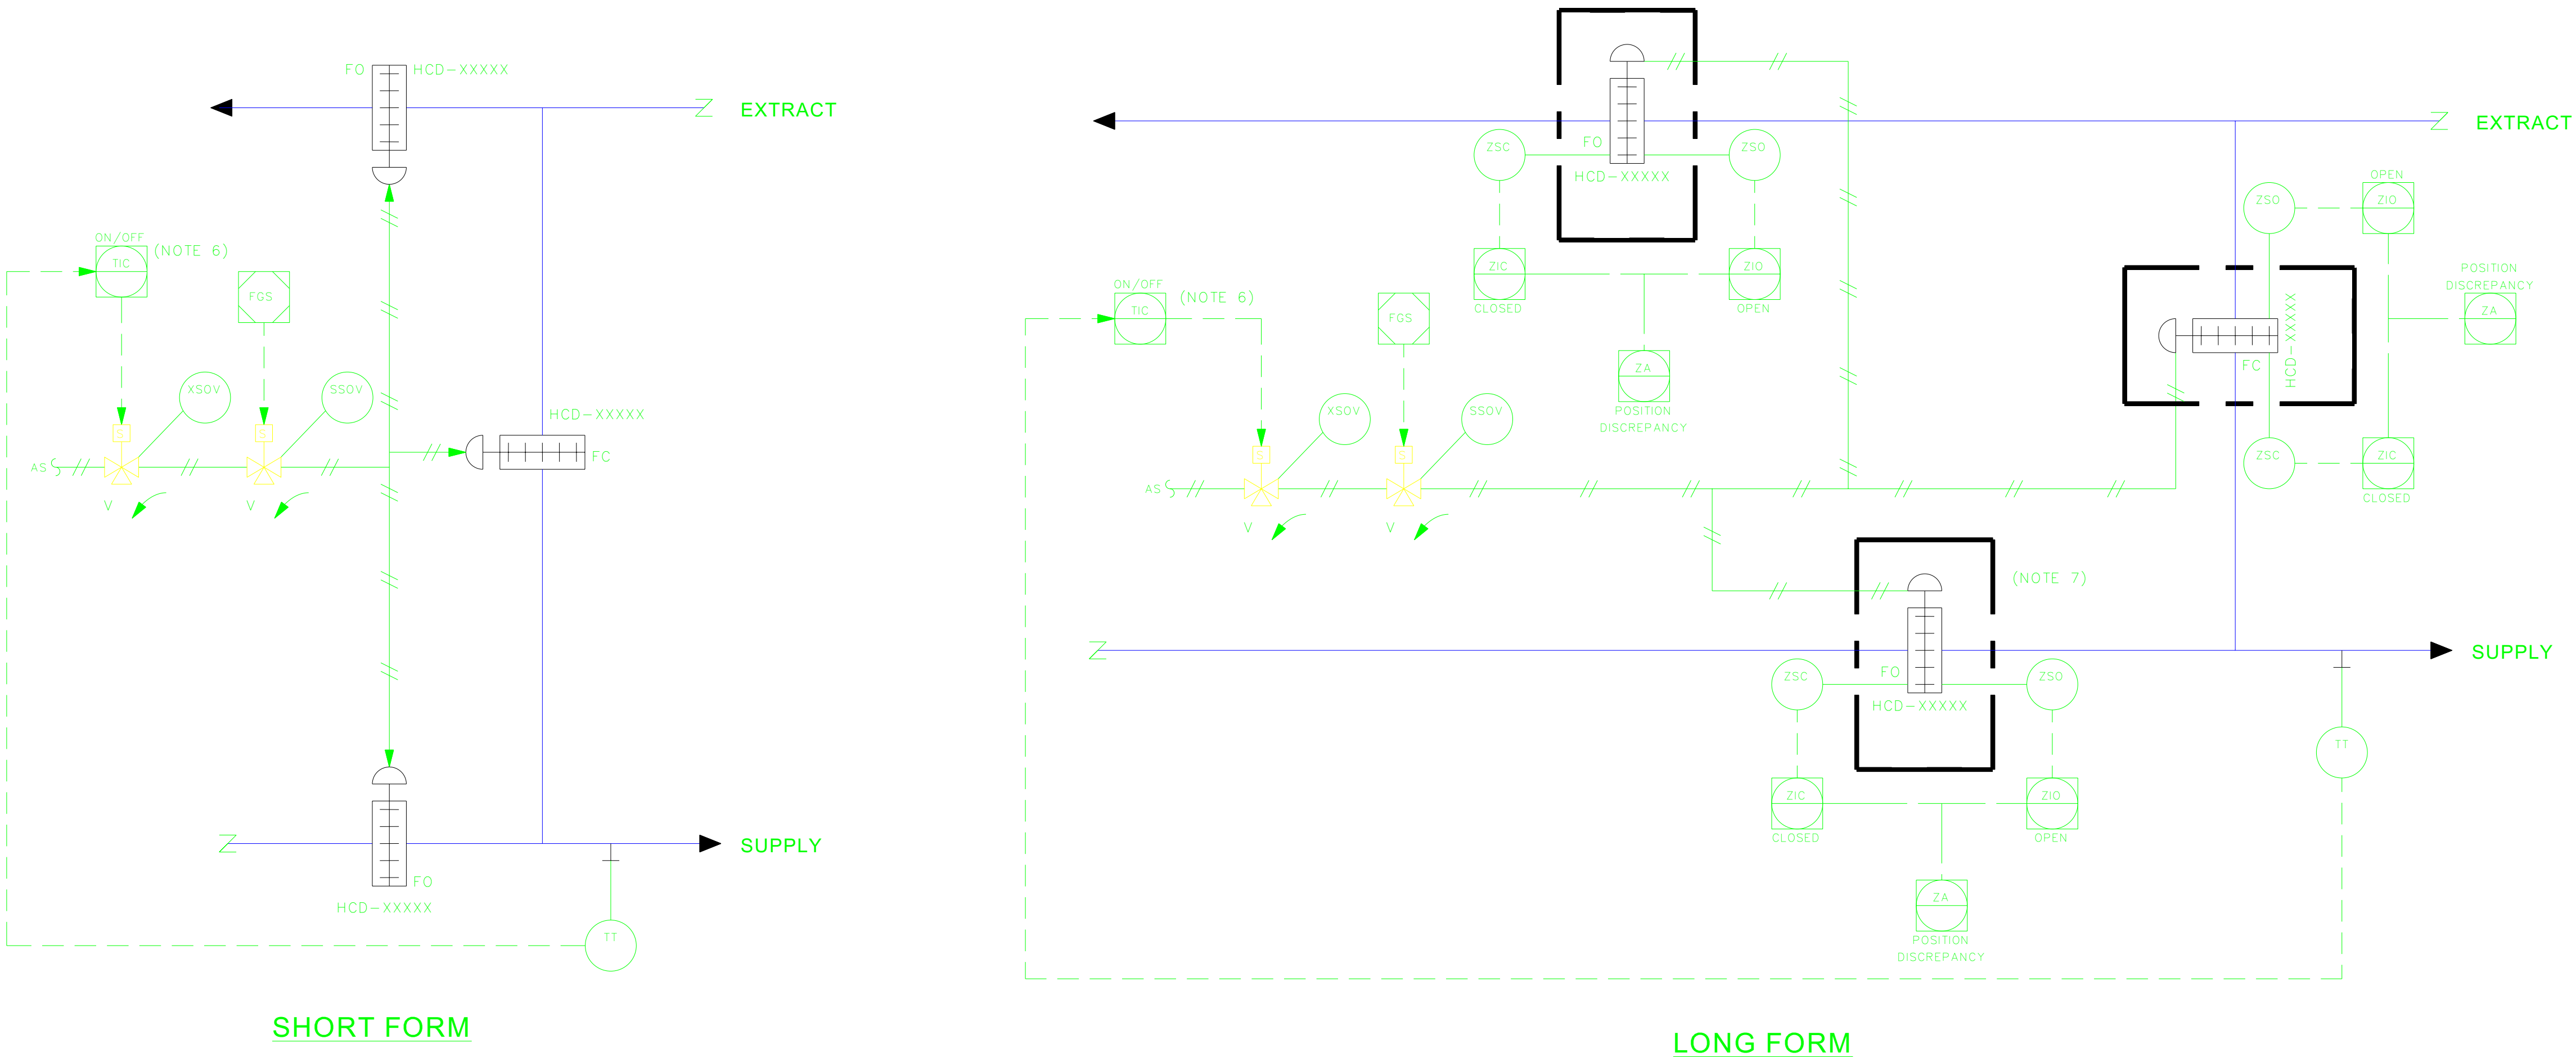 FO HCD-XXXXX
EXTRACT
ON/OFF
(NOTE 6)
TIC
FGS
XSOV
SSOV
S
S
AS
V
V
HCD-XXXXX
FC
SUPPLY
FO
HCD-XXXXX
TT
SHORT FORM
EXTRACT
FO
ZSC
ZSO
HCD-XXXXX
ZIC
ZIO
CLOSED
OPEN
ZA
POSITION
DISCREPANCY
OPEN
ZSO
ZIO
POSITION
DISCREPANCY
ZA
HCD-XXXXX
FC
ZSC
ZIC
CLOSED
ON/OFF
(NOTE 6)
TIC
FGS
XSOV
SSOV
S
S
AS
V
V
(NOTE 7)
SUPPLY
FO
ZSC
ZSO
HCD-XXXXX
TT
ZIC
ZIO
CLOSED
OPEN
ZA
POSITION
DISCREPANCY
LONG FORM